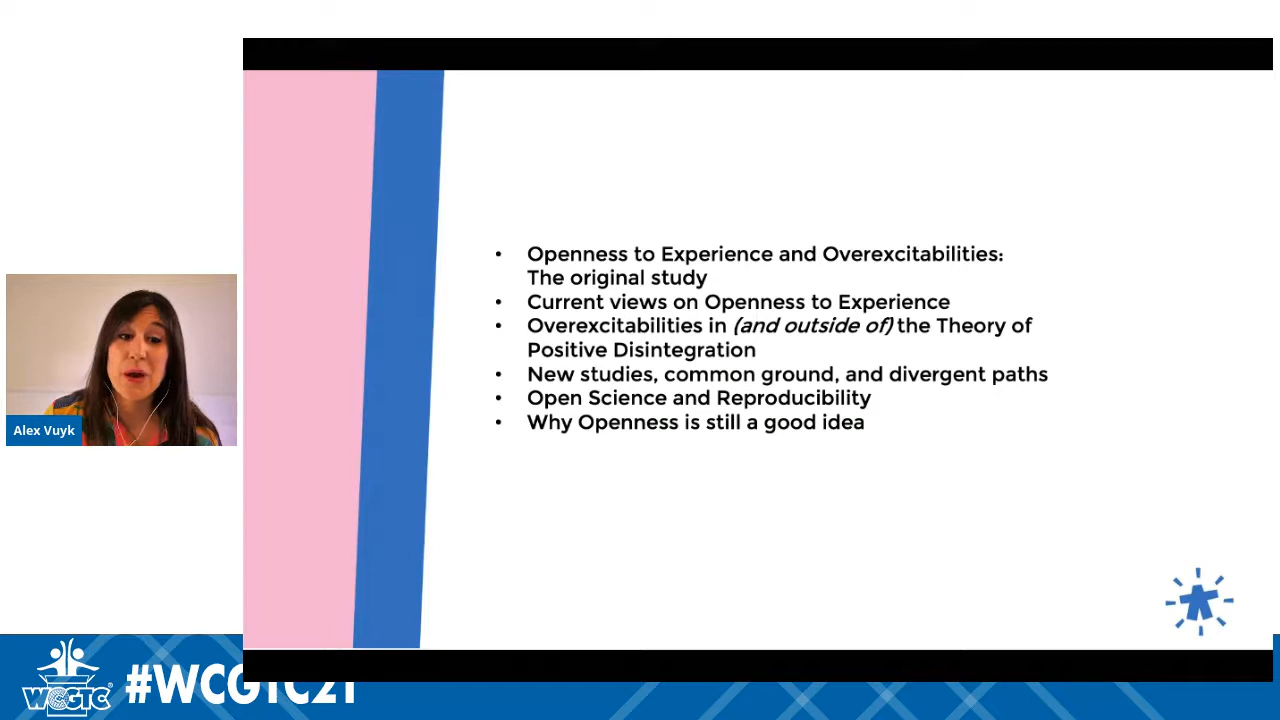 • Openness to Experience and Overexcitabilities:
The original study
• Current views on Openness to Experience
• Overexcitabilities in (and outside of) the Theory of
Positive Disintegration
• New studies, common ground, and divergent paths
• Open Science and Reproducibility
• Why Openness is still a good idea
Alex Vuyk
WCGTC
#WCGTC21